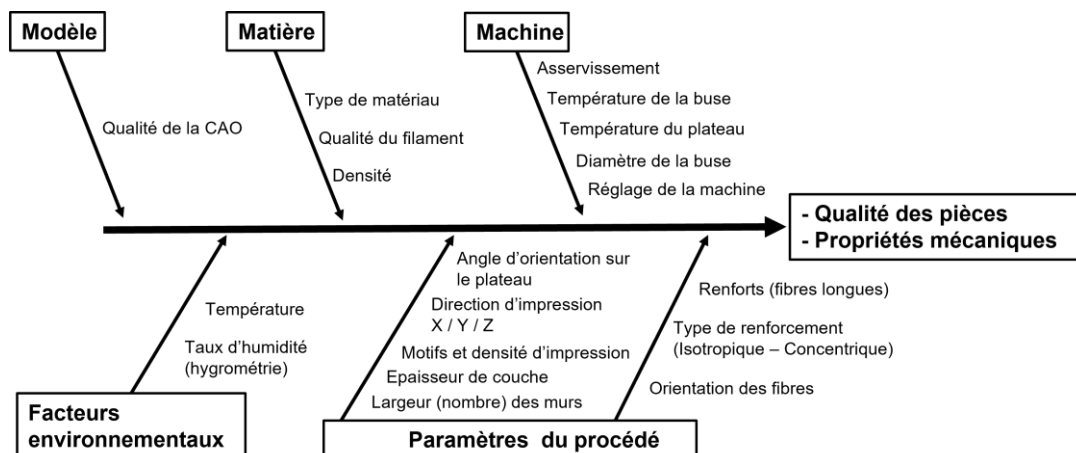 Modèle
Matière
Machine
Qualité de la CAO
Type de matériau
Qualité du filament
Densité
Asservissement
Température de la buse
Température du plateau
Diamètre de la buse
Réglage de la machine
- Qualité des pièces
- Propriétés mécaniques
Température
Taux d’humidité
(hygrométrie)
Angle d’orientation sur
le plateau
Direction d’impression
X / Y / Z
Motifs et densité d’impression
Epaisseur de couche
Largeur (nombre) des murs
Renforts (fibres longues)
Type de renforcement
(Isotropique – Concentrique)
Orientation des fibres
Facteurs
environnementaux
Paramètres du procédé